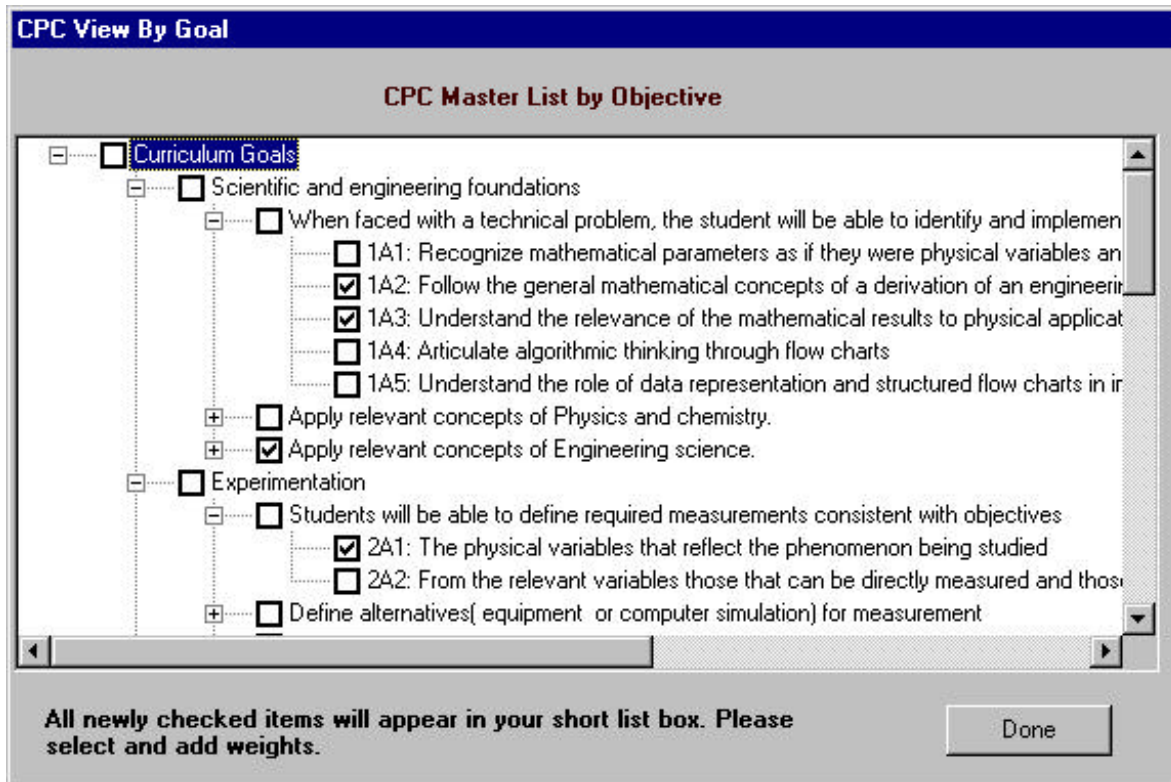 CPC View By Goal
CPC Master List by Objective
Curriculum Goals
Scientific and engineering foundations
When faced with a technical problem, the student will be able to identify and implemen
1A1: Recognize mathematical parameters as if they were physical variables an
1A2: Follow the general mathematical concepts of a derivation of an engineerin
1A3: Understand the relevance of the mathematical results to physical applicat
1A4: Articulate algorithmic thinking through flow charts
1A5: Understand the role of data representation and structured flow charts in
Apply relevant concepts of Physics and chemistry.
Apply relevant concepts of Engineering science.
Experimentation
Students will be able to define required measurements consistent with objectives
2A1: The physical variables that reflect the phenomenon being studied
2A2: From the relevant variables those that can be directly measured and those
Define alternatives( equipment or computer simulation) for measurement
All newly checked items will appear in your short list box. Please
select and add weights.
Done